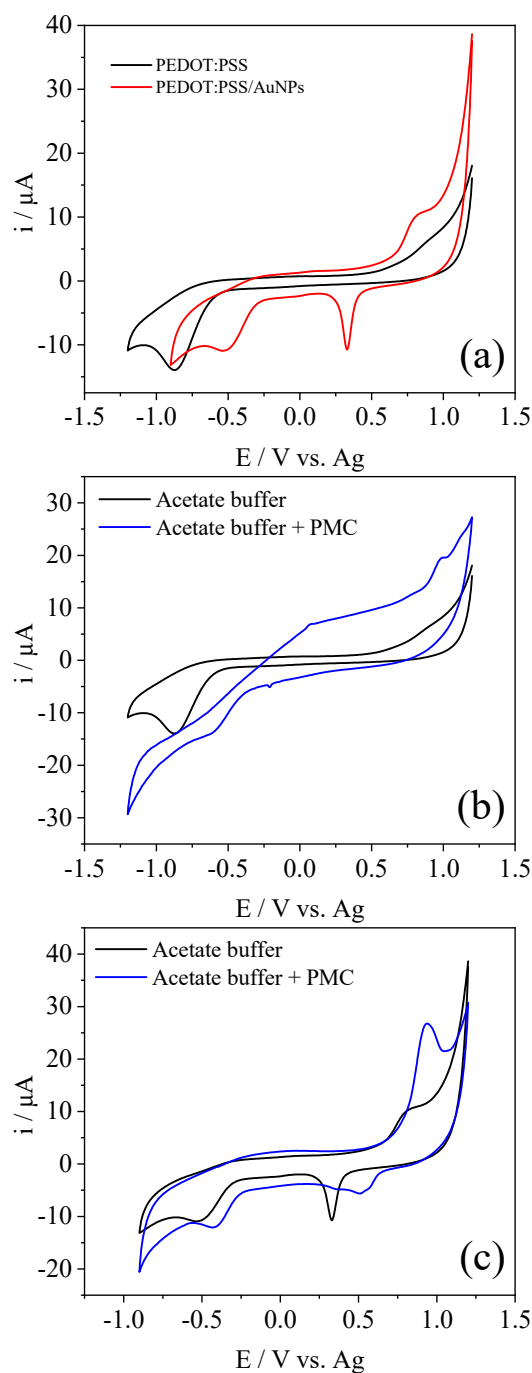 40
30
20
10
0
-10
i / µA
PEDOT:PSS
PEDOT:PSS/AuNPs
(a)
-1.5 -1.0 -0.5 0.0 0.5 1.0 1.5
E / V vs. Ag
30
20
10
0
-10
-20
-30
i / µA
Acetate buffer
Acetate buffer + PMC
(b)
-1.5 -1.0 -0.5 0.0 0.5 1.0 1.5
E / V vs. Ag
40
30
20
10
0
-10
-20
i / µA
Acetate buffer
Acetate buffer + PMC
(c)
-1.0 -0.5 0.0 0.5 1.0 1.5
E / V vs. Ag